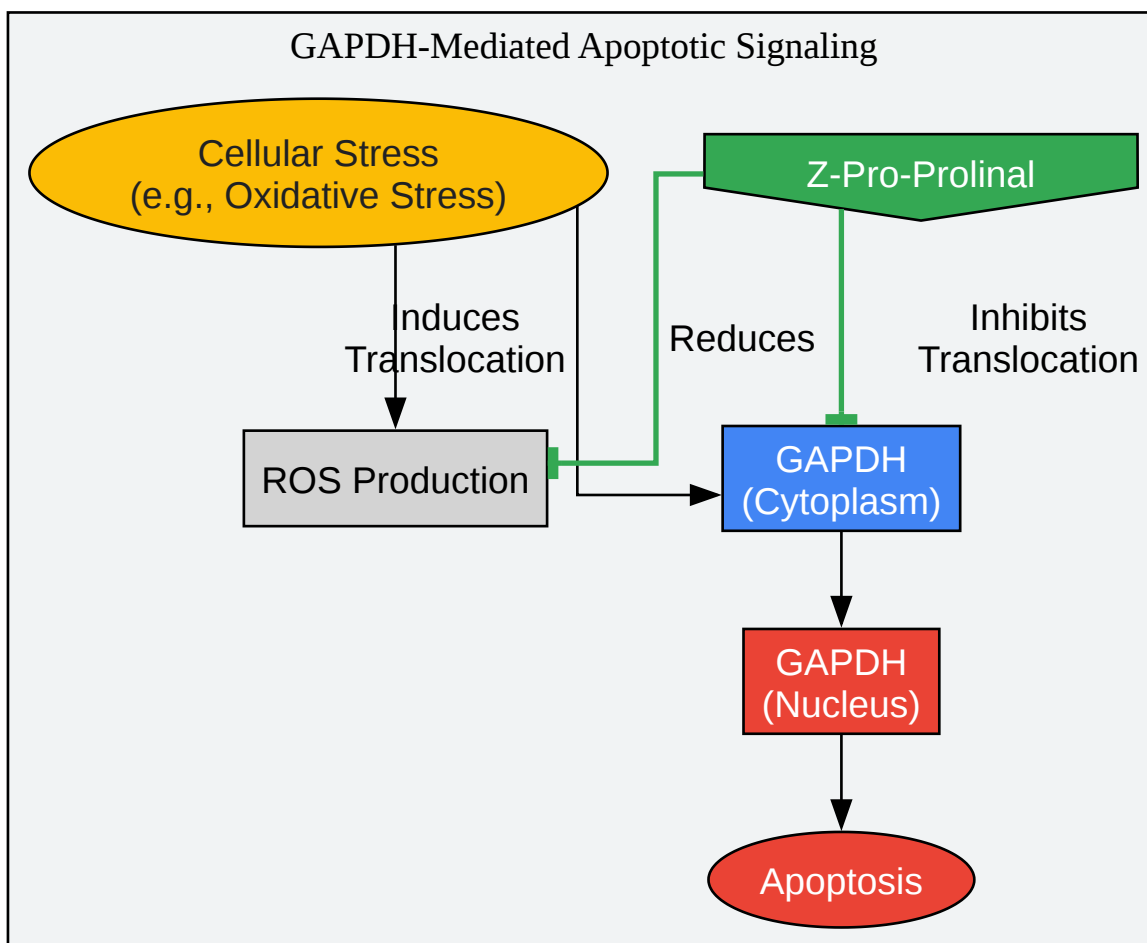 GAPDH-Mediated Apoptotic Signaling
Cellular Stress
(e.g., Oxidative Stress)
Z-Pro-Prolinal
Induces
Translocation
Reduces
Inhibits
Translocation
ROS Production
GAPDH
(Cytoplasm)
GAPDH
(Nucleus)
Apoptosis